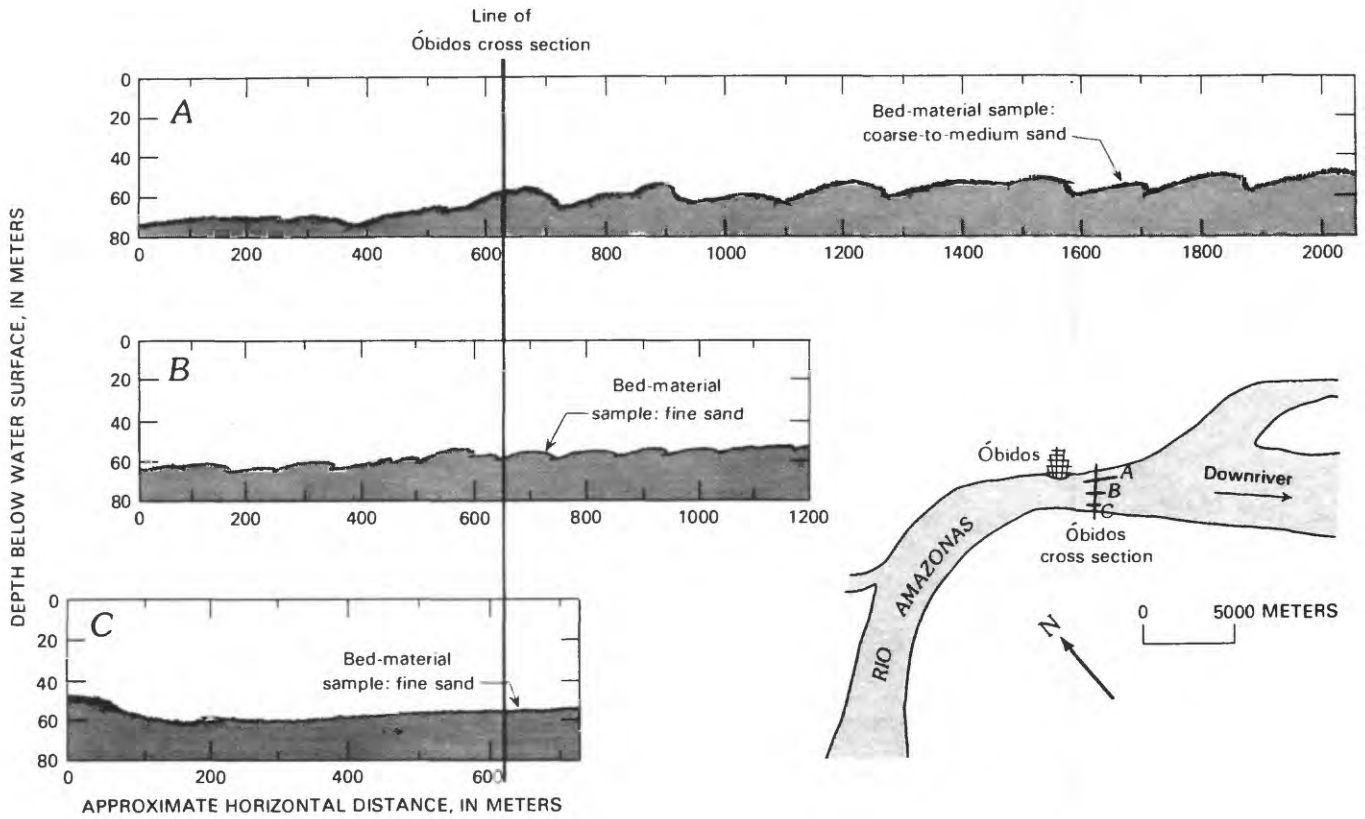 Line of
Óbidos cross section
DEPTH BELOW WATER SURFACE, IN METERS
A
0
20
40
60
80
Bed-material sample:
coarse-to-medium sand
0 200 400 600 800 1000 1200 1400 1600 1800 2000
B
0
20
40
60
80
Bed-material
sample: fine sand
0 200 400 600 800 1000 1200
C
0
20
40
60
80
Bed-material
sample: fine sand
0 200 400 600
APPROXIMATE HORIZONTAL DISTANCE, IN METERS
Óbidos
A
B
C
Downriver
Óbidos
cross section
RIO AMAZONAS
0 5000 METERS
N